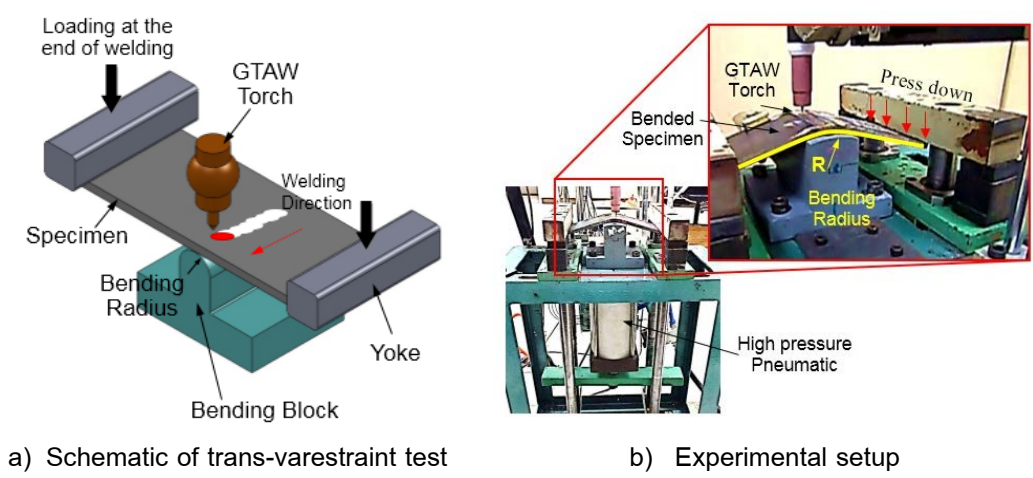 Loading at the
end of welding
GTAW
Torch
Welding
Direction
Specimen
Bending
Radius
Yoke
Bending Block
GTAW
Torch
Press down
Bended
Specimen
R
Bending
Radius
High pressure
Pneumatic
a) Schematic of trans-varestraint test
b) Experimental setup